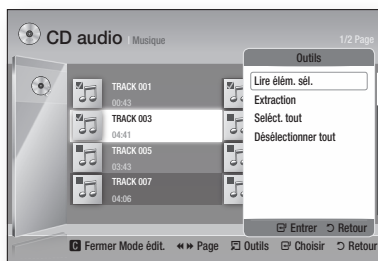 CD audio | Musique
1/2 Page
TRACK 001
00:43
TRACK 003
04:41
TRACK 005
03:43
TRACK 007
04:06
Outils
Lire élém. sél.
Extraction
Seléct. tout
Désélectionner tout
Entrer Retour
C Fermer Mode édit. Page Outils Choisir Retour